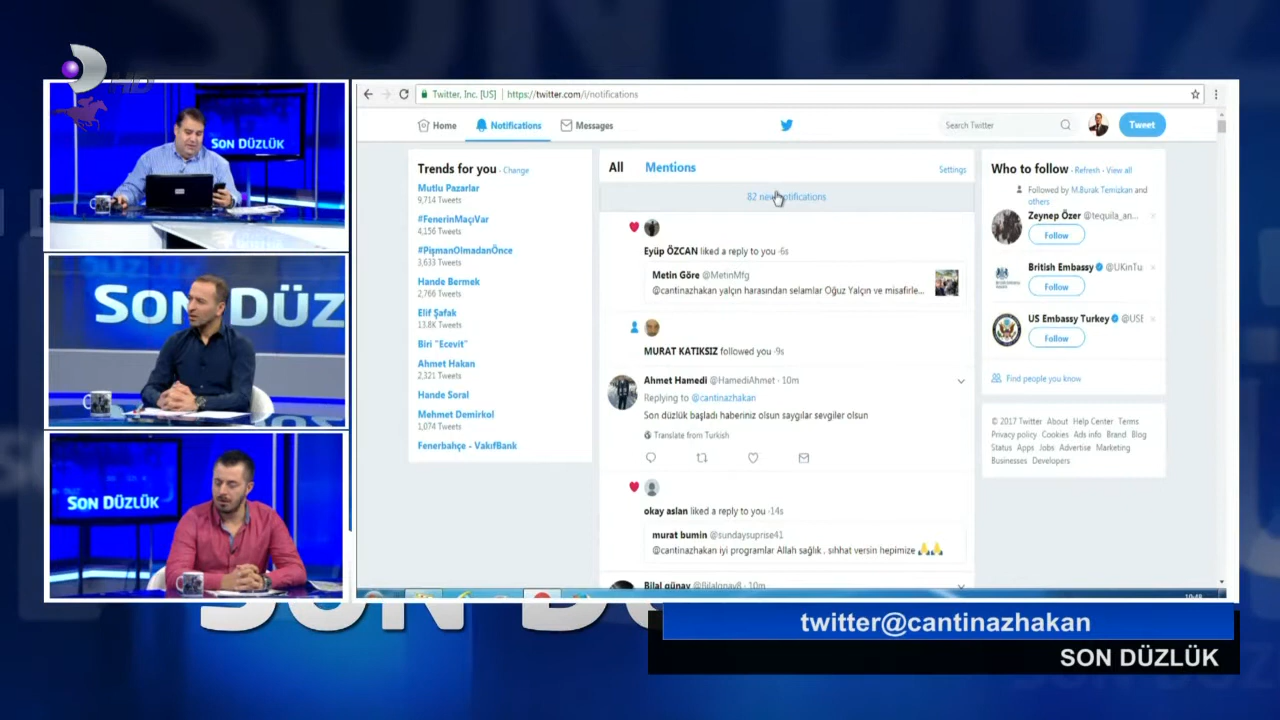 HD
SON DÜZLÜK
SON DÜZ
SON DÜZLÜK
Twitter, Inc. [US] https://twitter.com/i/notifications
Home Notifications Messages Search Twitter Tweet
Trends for you · Change
Mutlu Pazarlar
9,714 Tweets
#FenerinMaçıVar
4,156 Tweets
#PişmanOlmadanÖnce
3,633 Tweets
Hande Bermek
2,766 Tweets
Elif Şafak
13.8K Tweets
Biri "Ecevit"
Ahmet Hakan
2,321 Tweets
Hande Soral
Mehmet Demirkol
1,074 Tweets
Fenerbahçe - VakıfBank
All Mentions Settings
82 new notifications
Eyüp ÖZCAN liked a reply to you · 6s
Metin Göre @MetinMfg
@cantinazhakan yalçın harasından selamlar Oğuz Yalçın ve misafirle...
MURAT KATIKSIZ followed you · 9s
Ahmet Hamedi @HamediAhmet · 10m
Replying to @cantinazhakan
Son düzlük başladı haberiniz olsun saygılar sevgiler olsun
Translate from Turkish
okay aslan liked a reply to you · 14s
murat bumin @sundaysuprise41
@cantinazhakan iyi programlar Allah sağlık , sıhhat versin hepimize 🙏🙏
Bilal günay @Bilalgnay8 · 10m
Who to follow · Refresh · View all
Followed by M.Burak Temizkan and
others
Zeynep Özer @tequila_an...
Follow
British Embassy @UKinTu
Follow
US Embassy Turkey @USE
Follow
Find people you know
© 2017 Twitter About Help Center Terms
Privacy policy Cookies Ads info Brand Blog
Status Apps Jobs Advertise Marketing
Businesses Developers
10:48
twitter@cantinazhakan
SON DÜZLÜK